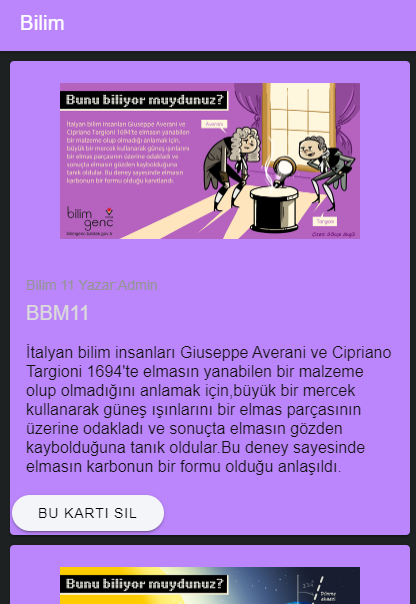 Bilim
Bunu biliyor muydunuz?
İtalyan bilim insanları Giuseppe Averani ve
Cipriano Targioni 1694'te elmasın yanabilen
bir malzeme olup olmadığını anlamak için,
büyük bir mercek kullanarak güneş ışınlarını
bir elmas parçasının üzerine odakladı ve
sonuçta elmasın gözden kaybolduğuna
tanık oldular. Bu deney sayesinde elmasın
karbonun bir formu olduğu kanıtlandı.
Averani
Targioni
bilim
genç
bilimgenc.tubitak.gov.tr
Bilim 11 Yazar:Admin
BBM11
İtalyan bilim insanları Giuseppe Averani ve Cipriano
Targioni 1694'te elmasın yanabilen bir malzeme
olup olmadığını anlamak için,büyük bir mercek
kullanarak güneş ışınlarını bir elmas parçasının
üzerine odakladı ve sonuçta elmasın gözden
kaybolduğuna tanık oldular.Bu deney sayesinde
elmasın karbonun bir formu olduğu anlaşıldı.
BU KARTI SIL
Bunu biliyor muydunuz?
Dönme
ekseni